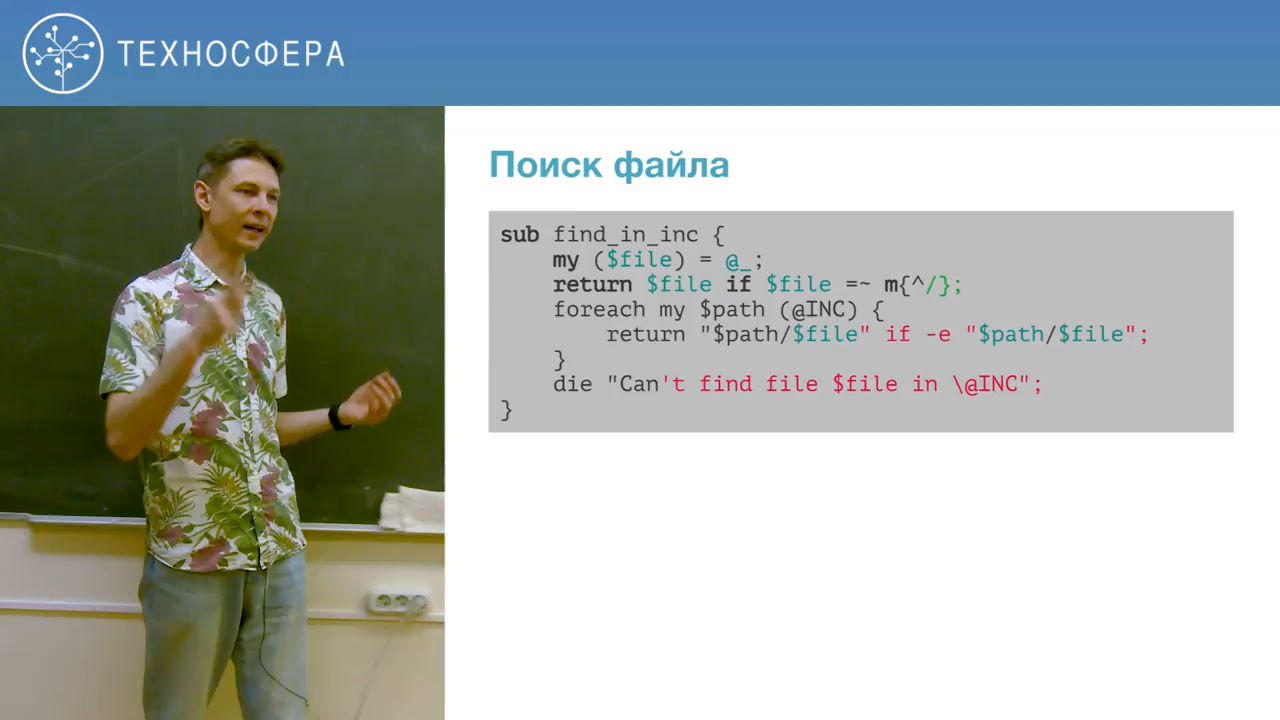 ТЕХНОСФЕРА
Поиск файла
sub find_in_inc {
    my ($file) = @_;
    return $file if $file =~ m{^/};
    foreach my $path (@INC) {
        return "$path/$file" if -e "$path/$file";
    }
    die "Can't find file $file in \@INC";
}